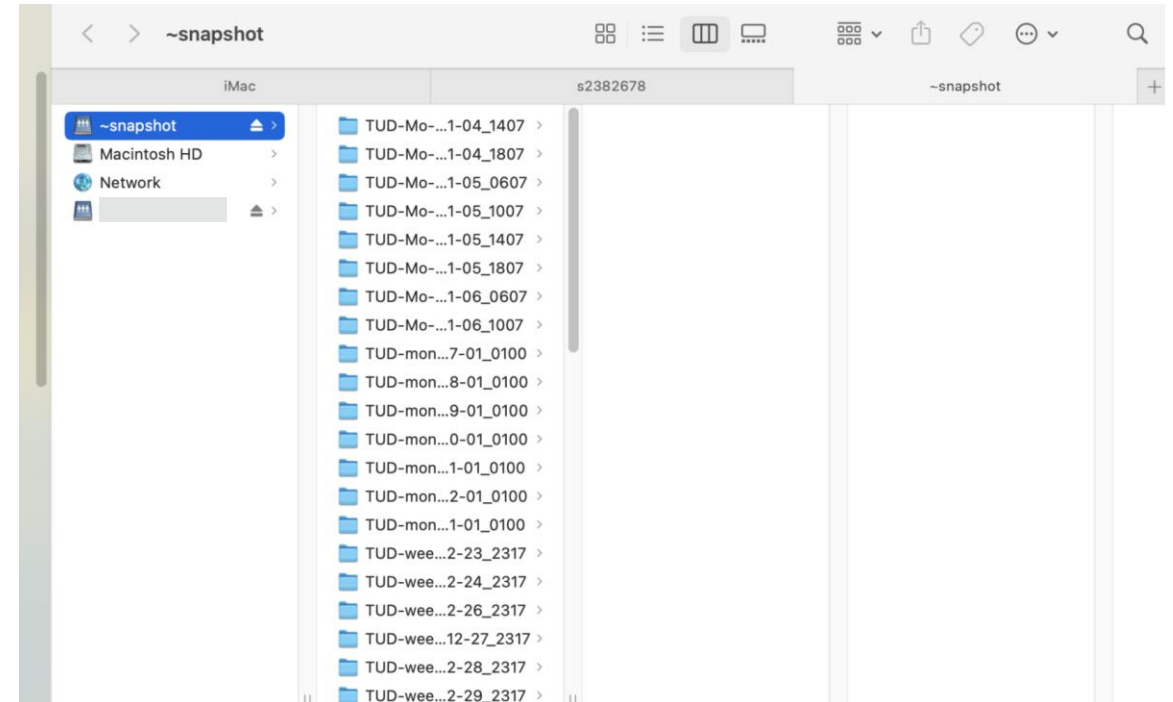 ~snapshot
iMac
s2382678
~snapshot
~snapshot
Macintosh HD
Network
TUD-Mo-...1-04_1407
TUD-Mo-...1-04_1807
TUD-Mo-...1-05_0607
TUD-Mo-...1-05_1007
TUD-Mo-...1-05_1407
TUD-Mo-...1-05_1807
TUD-Mo-...1-06_0607
TUD-Mo-...1-06_1007
TUD-mon...7-01_0100
TUD-mon...8-01_0100
TUD-mon...9-01_0100
TUD-mon...0-01_0100
TUD-mon...1-01_0100
TUD-mon...2-01_0100
TUD-mon...1-01_0100
TUD-wee...2-23_2317
TUD-wee...2-24_2317
TUD-wee...2-26_2317
TUD-wee...12-27_2317
TUD-wee...2-28_2317
TUD-wee...2-29_2317